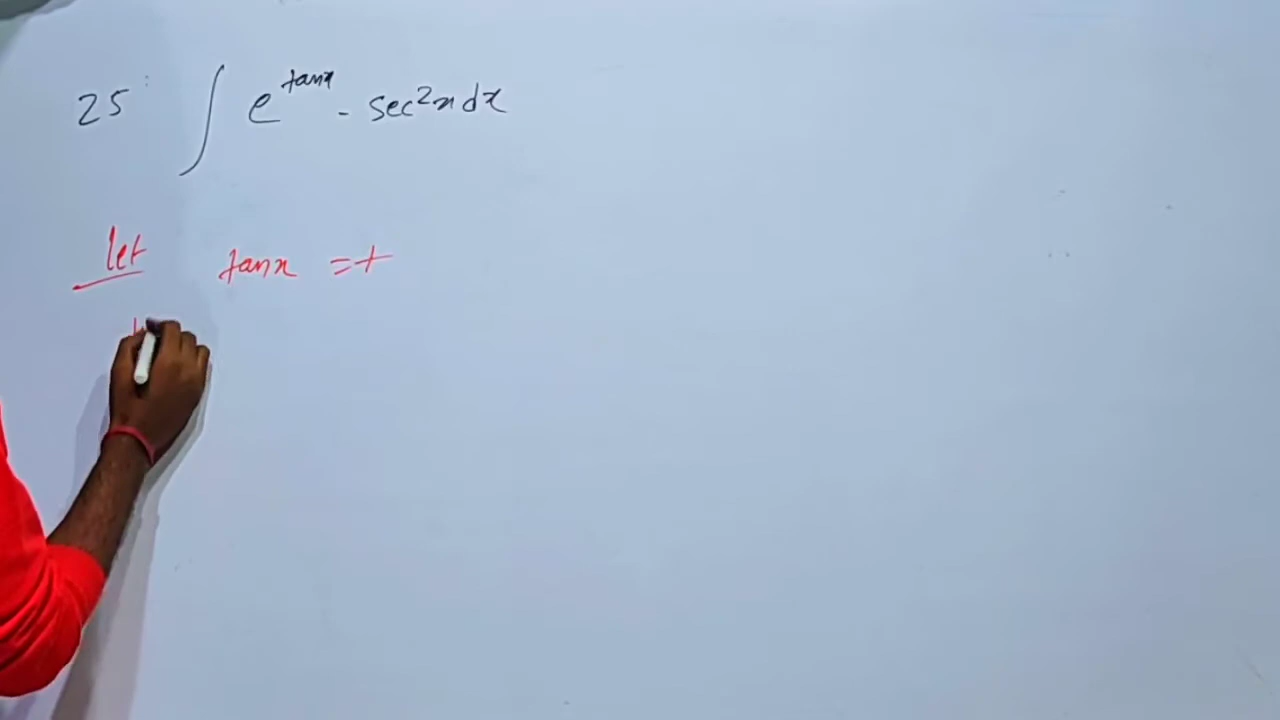 25 ∫ e^tanx - sec²x dx
let tanx = t